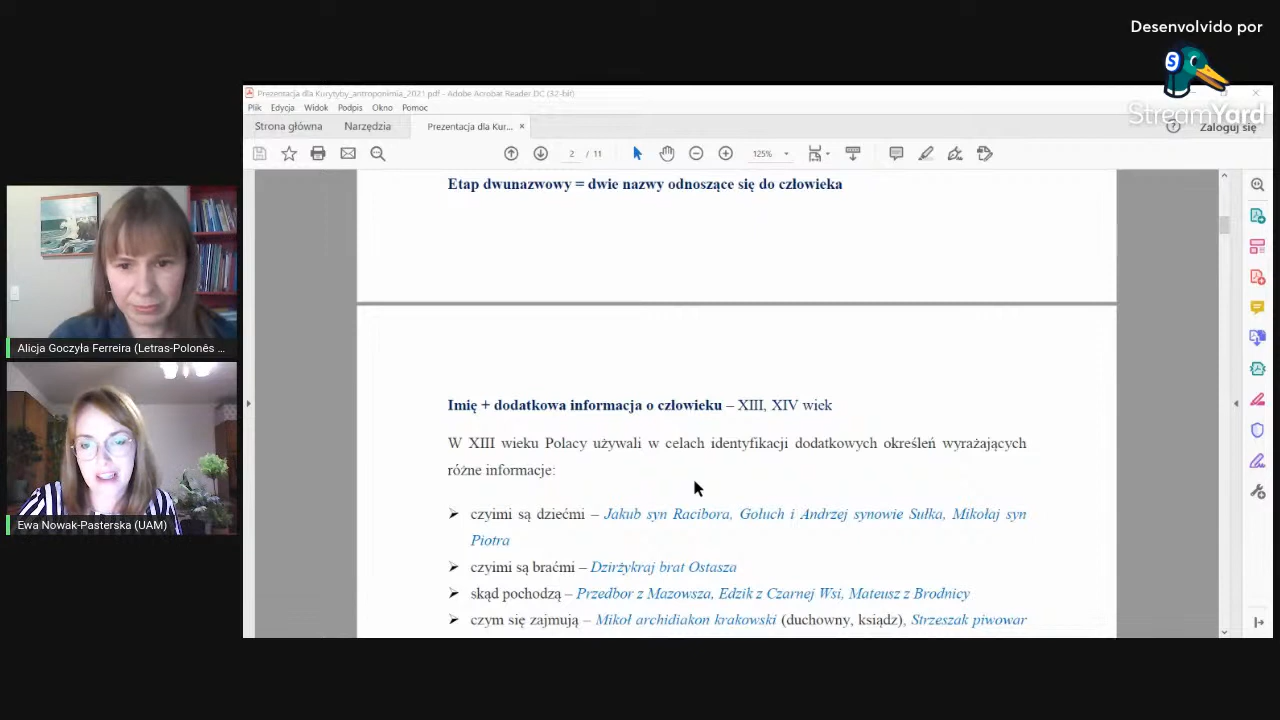 Desenvolvido por
S
StreamYard
Prezentacja dla Kurytyby_antroponimia_2021.pdf - Adobe Acrobat Reader DC (32-bit)
Plik Edycja Widok Podpis Okno Pomoc
Strona główna Narzędzia Prezentacja dla Kur... × ? Zaloguj się
2 / 11 125%
Etap dwunazwowy = dwie nazwy odnoszące się do człowieka
Imię + dodatkowa informacja o człowieku – XIII, XIV wiek
W XIII wieku Polacy używali w celach identyfikacji dodatkowych określeń wyrażających
różne informacje:
➢ czyimi są dziećmi – Jakub syn Racibora, Gołuch i Andrzej synowie Sułka, Mikołaj syn
Piotra
➢ czyimi są braćmi – Dzirżykraj brat Ostasza
➢ skąd pochodzą – Przedbor z Mazowsza, Edzik z Czarnej Wsi, Mateusz z Brodnicy
➢ czym się zajmują – Mikoł archidiakon krakowski (duchowny, ksiądz), Strzeszak piwowar
Alicja Goczyła Ferreira (Letras-Polonês ...
Ewa Nowak-Pasterska (UAM)